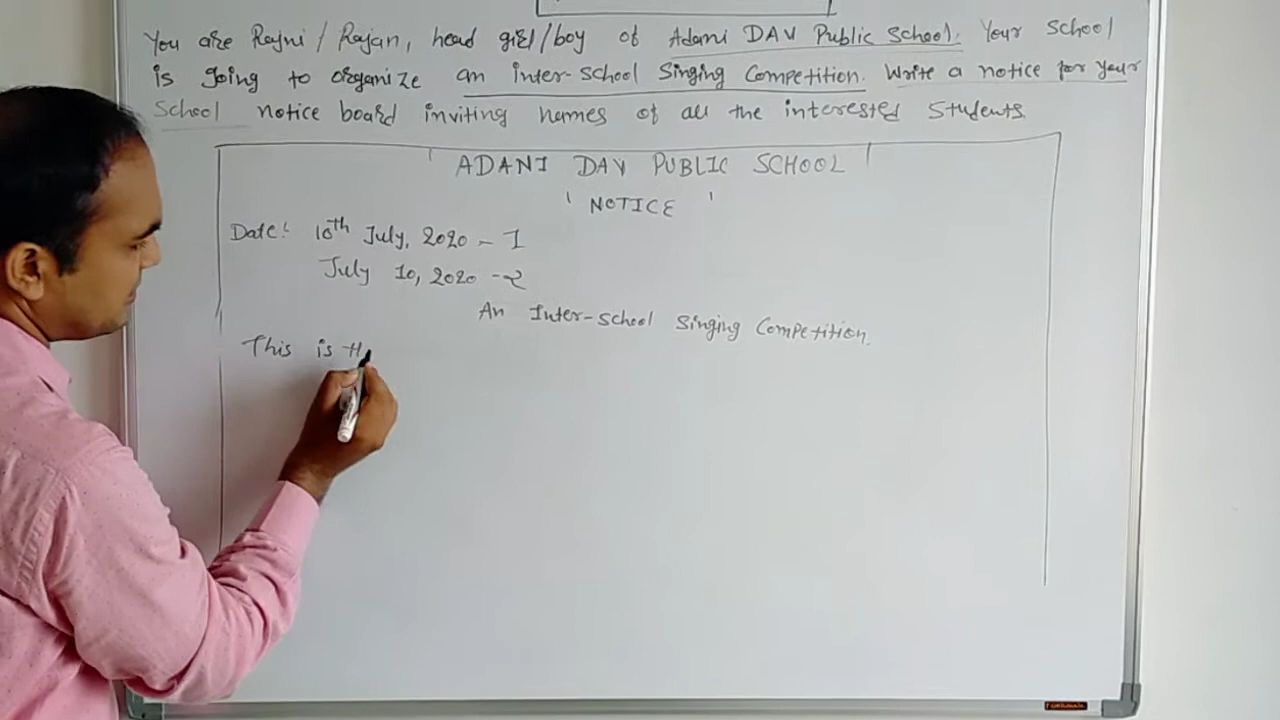 You are Rajni/Rajan, head girl/boy of Adani DAV Public School. Your School
is going to organize an inter-school Singing Competition. Write a notice for your
School notice board inviting names of all the interested Students.
ADANI DAV PUBLIC SCHOOL
' NOTICE '
Date: 10th July, 2020 - 1
July 10, 2020 - 2
An Inter-School Singing Competition.
This is th